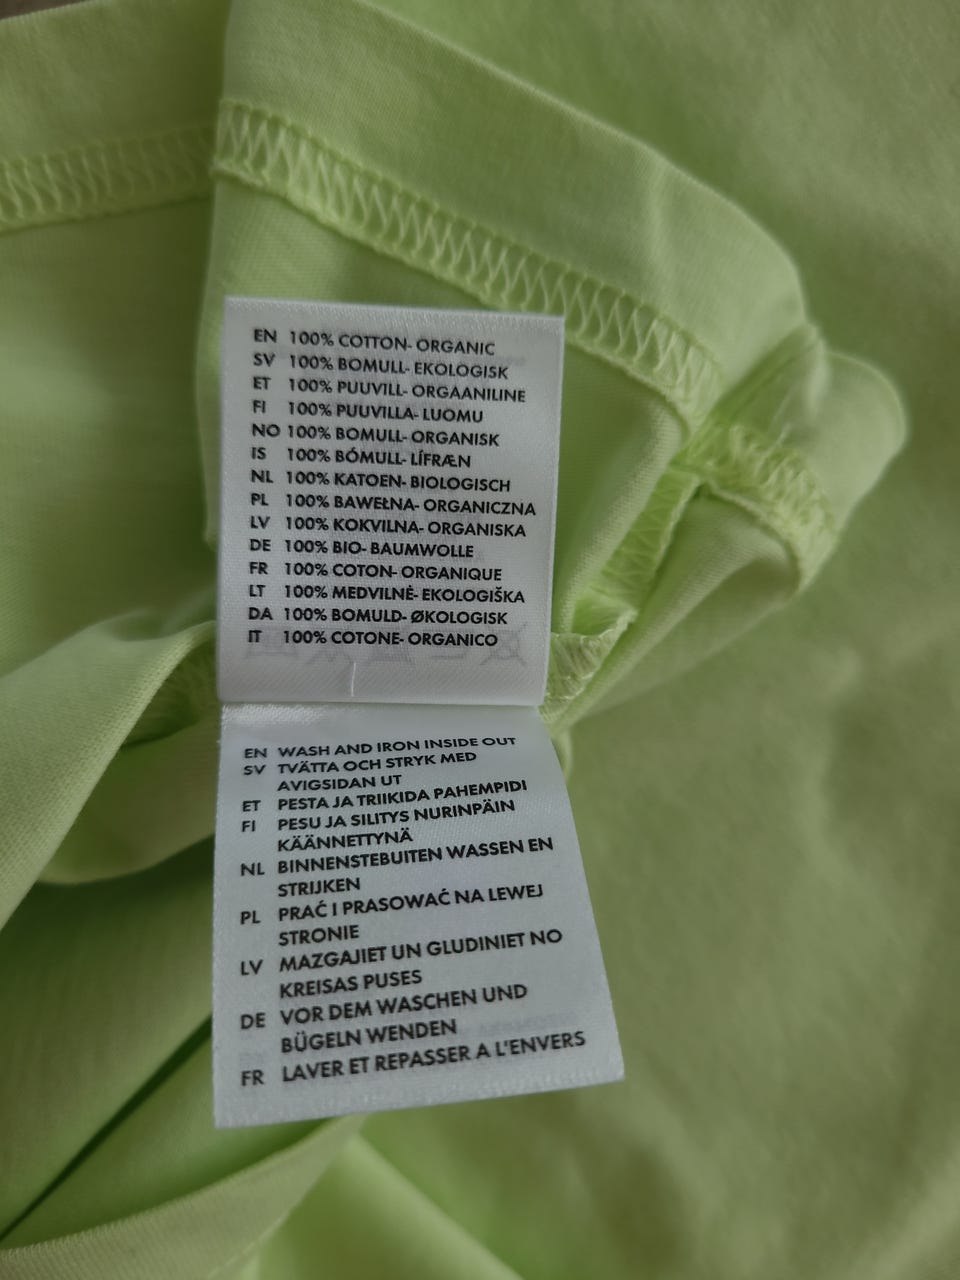 EN 100% COTTON- ORGANIC
SV 100% BOMULL- EKOLOGISK
ET 100% PUUVILL- ORGAANILINE
FI 100% PUUVILLA- LUOMU
NO 100% BOMULL- ORGANISK
IS 100% BÓMULL- LÍFRÆN
NL 100% KATOEN- BIOLOGISCH
PL 100% BAWEŁNA- ORGANICZNA
LV 100% KOKVILNA- ORGANISKA
DE 100% BIO- BAUMWOLLE
FR 100% COTON- ORGANIQUE
LT 100% MEDVILNĖ- EKOLOGIŠKA
DA 100% BOMULD- ØKOLOGISK
IT 100% COTONE- ORGANICO
EN WASH AND IRON INSIDE OUT
SV TVÄTTA OCH STRYK MED
AVIGSIDAN UT
ET PESTA JA TRIIKIDA PAHEMPIDI
FI PESU JA SILITYS NURINPÄIN
KÄÄNNETTYNÄ
NL BINNENSTEBUITEN WASSEN EN
STRIJKEN
PL PRAĆ I PRASOWAĆ NA LEWEJ
STRONIE
LV MAZGAJIET UN GLUDINIET NO
KREISAS PUSES
DE VOR DEM WASCHEN UND
BÜGELN WENDEN
FR LAVER ET REPASSER A L'ENVERS